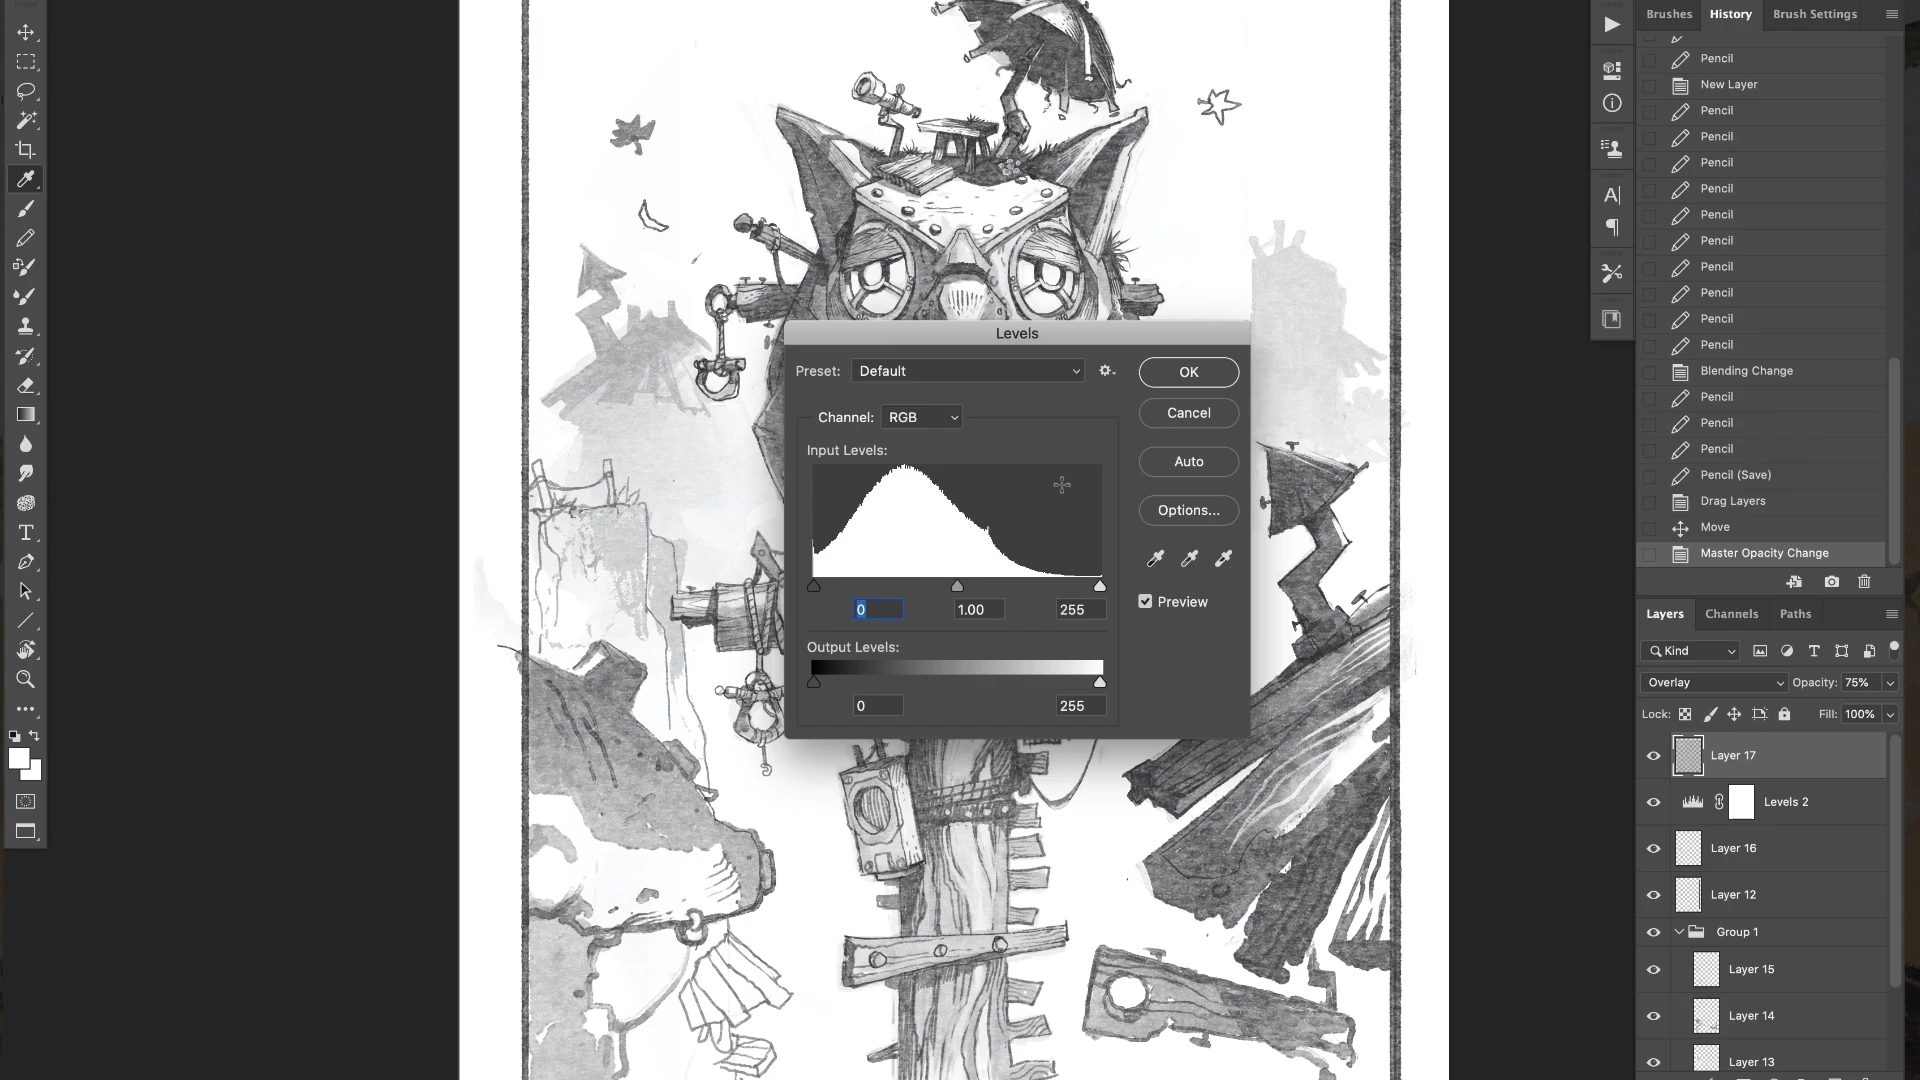 Levels
Preset: Default
OK
Channel: RGB
Cancel
Input Levels:
Auto
Options...
Preview
0 1.00 255
Output Levels:
0 255
Brushes History Brush Settings
Pencil
New Layer
Pencil
Pencil
Pencil
Pencil
Pencil
Pencil
Pencil
Pencil
Pencil
Pencil
Blending Change
Pencil
Pencil
Pencil
Pencil (Save)
Drag Layers
Move
Master Opacity Change
Layers Channels Paths
Kind
Overlay Opacity: 75%
Lock: Fill: 100%
Layer 17
Levels 2
Layer 16
Layer 12
Group 1
Layer 15
Layer 14
Layer 13